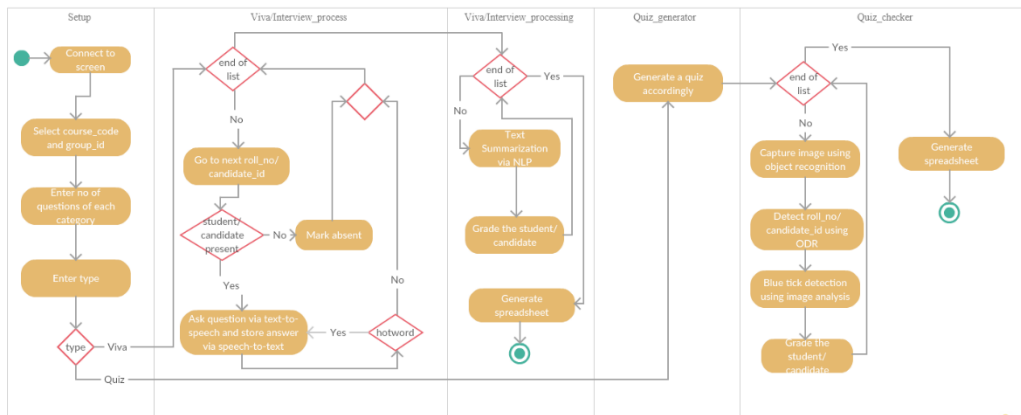 Setup
Viva/Interview_process
Viva/Interview_processing
Quiz_generator
Quiz_checker
Connect to
screen
Select course_code
and group_id
Enter no of
questions of each
category
Enter type
type
Viva
Quiz
end of
list
No
Go to next roll_no/
candidate_id
student/
candidate
present
No
Mark absent
Yes
Ask question via text-to-
speech and store answer
via speech-to-text
Yes
hotword
No
end of
list
Yes
No
Text
Summarization
via NLP
Grade the student/
candidate
Generate
spreadsheet
Generate a quiz
accordingly
end of
list
Yes
No
Capture image using
object recognition
Detect roll_no/
candidate_id using
ODR
Blue tick detection
using image analysis
Grade the
student/
candidate
Generate
spreadsheet